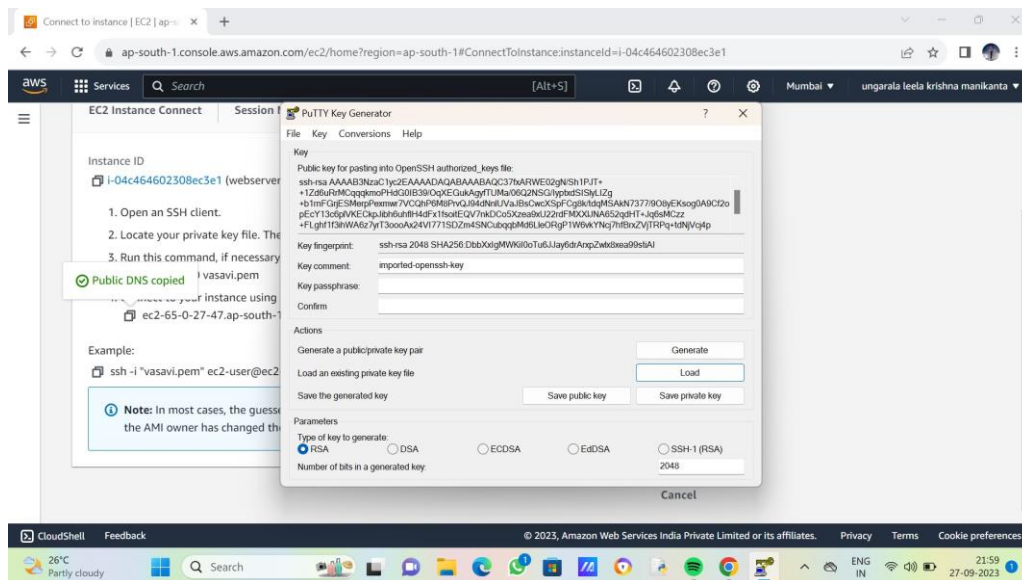 Connect to instance | EC2 | ap-s
ap-south-1.console.aws.amazon.com/ec2/home?region=ap-south-1#ConnectToInstance:instanceId=i-04c464602308ec3e1
aws
Services
Search
[Alt+S]
Mumbai
ungarala leela krishna manikanta
EC2 Instance Connect
Session
Instance ID
i-04c464602308ec3e1 (webserver
1. Open an SSH client.
2. Locate your private key file. The
3. Run this command, if necessary
vasavi.pem
Public DNS copied
your instance using
ec2-65-0-27-47.ap-south-1
Example:
ssh -i "vasavi.pem" ec2-user@ec2
Note: In most cases, the guesse
the AMI owner has changed the
PuTTY Key Generator
? ×
File Key Conversions Help
Key
Public key for pasting into OpenSSH authorized_keys file:
Key fingerprint:
ssh-rsa 2048
Key comment:
imported-openssh-key
Key passphrase:
Confirm
Actions
Generate a public/private key pair
Generate
Load an existing private key file
Load
Save the generated key
Save public key
Save private key
Parameters
Type of key to generate:
RSA
DSA
ECDSA
EdDSA
SSH-1 (RSA)
Number of bits in a generated key:
2048
Cancel
CloudShell
Feedback
© 2023, Amazon Web Services India Private Limited or its affiliates.
Privacy
Terms
Cookie preferences
26°C
Partly cloudy
Search
ENG
IN
21:59
27-09-2023